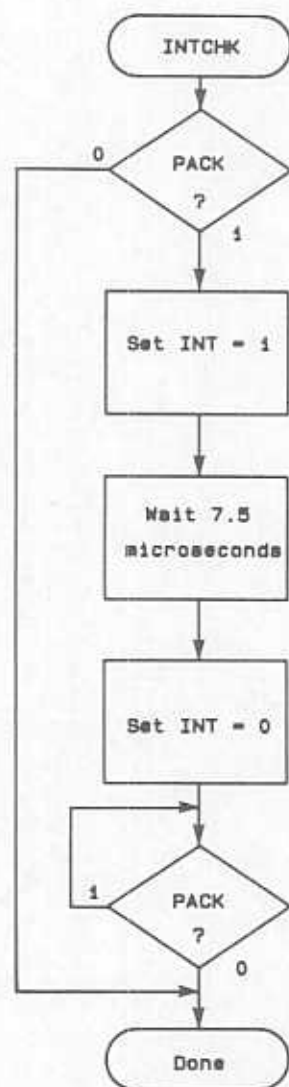 INTCHK
0
PACK
?
1
Set INT = 1
Wait 7.5
microseconds
Set INT = 0
1
PACK
?
0
Done